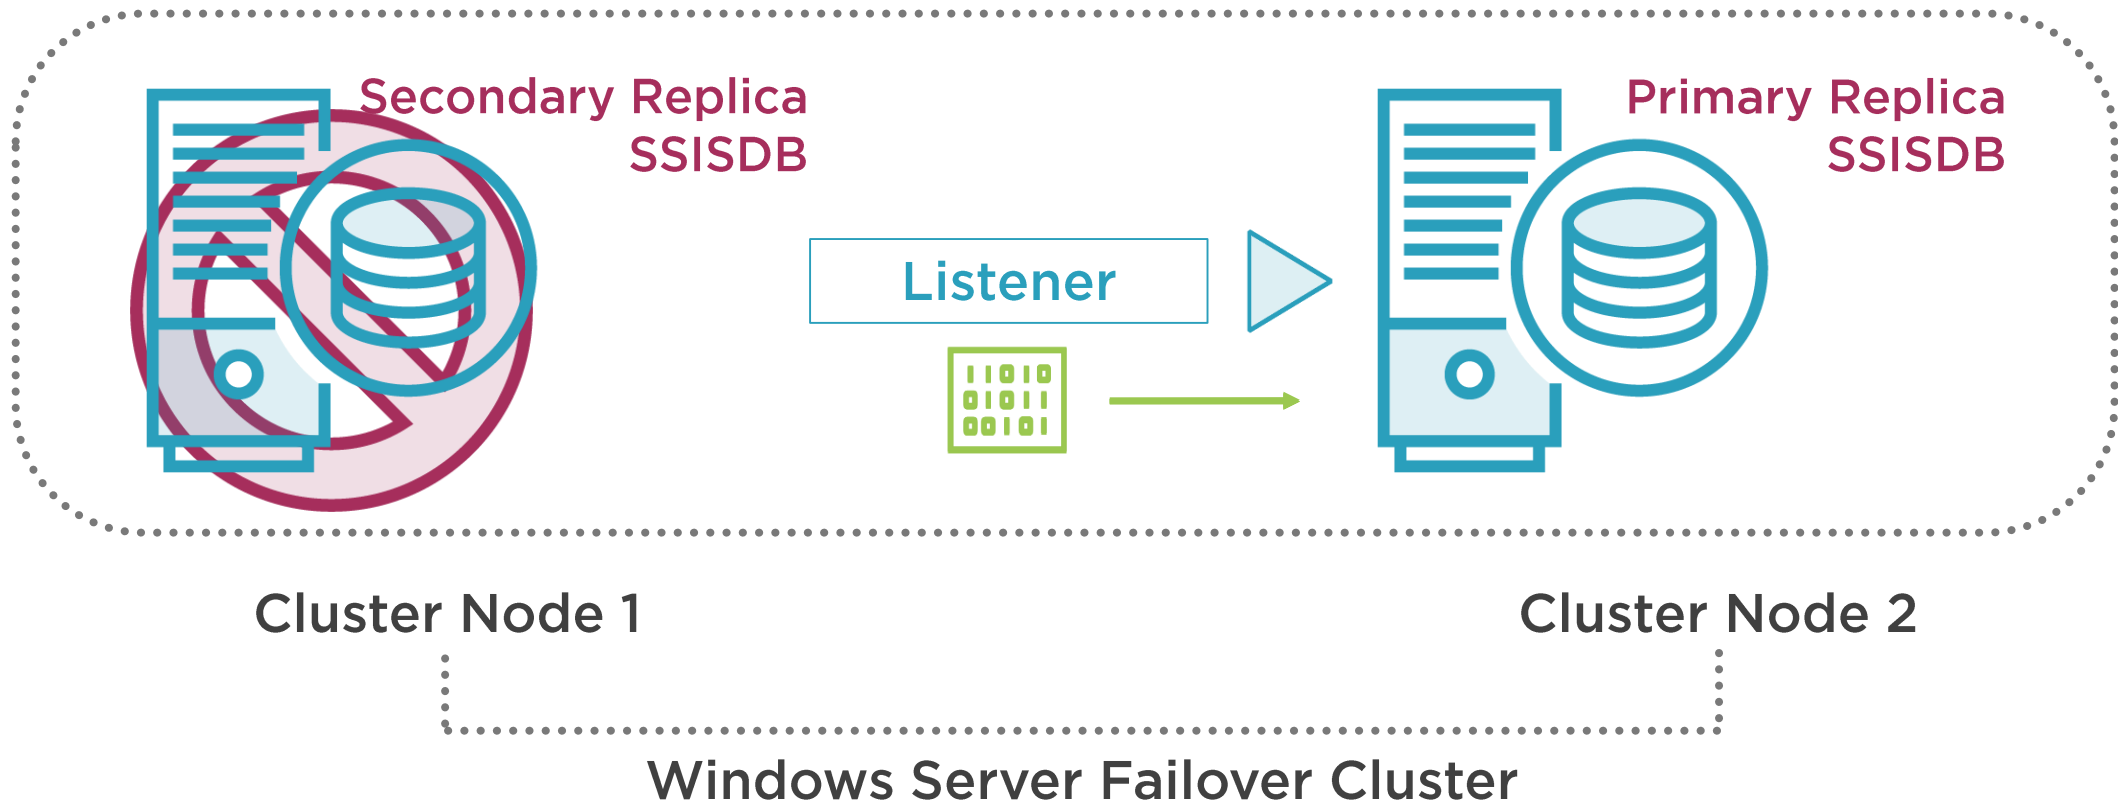 Secondary Replica
SSISDB
Primary Replica
SSISDB
Listener
11010
01011
00101
Cluster Node 1
Cluster Node 2
Windows Server Failover Cluster